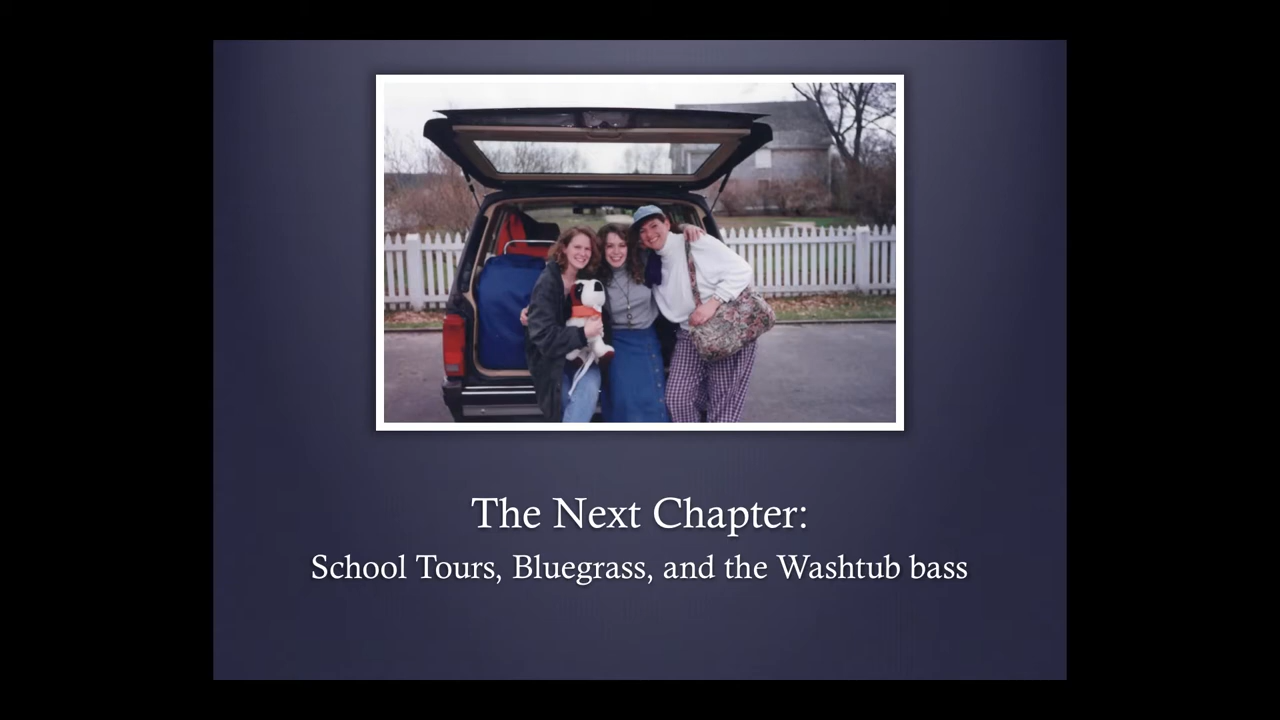 The Next Chapter:
School Tours, Bluegrass, and the Washtub bass